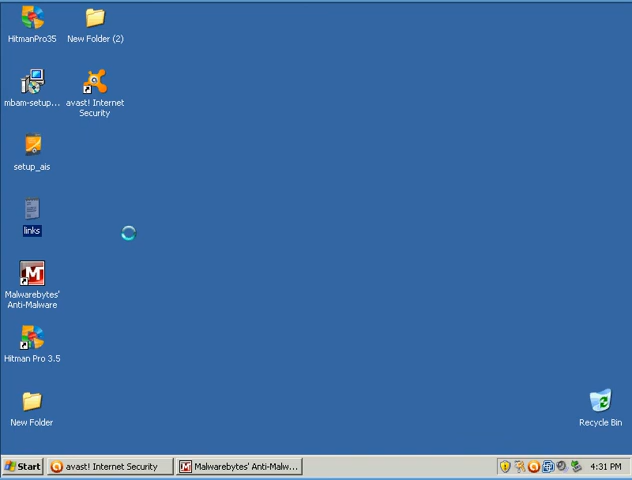 HitmanPro35
New Folder (2)
mbam-setup...
avast! Internet
Security
setup_ais
links
Malwarebytes'
Anti-Malware
Hitman Pro 3.5
New Folder
Recycle Bin
Start
avast! Internet Security
Malwarebytes' Anti-Malw...
4:31 PM